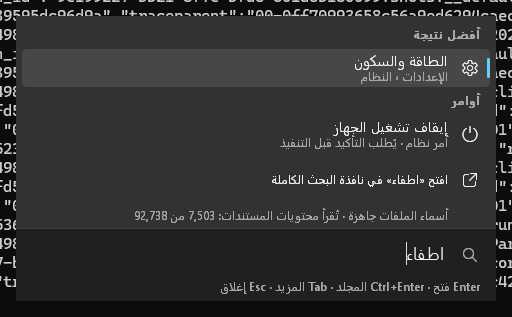 أفضل نتيجة
الطاقة والسكون
الإعدادات › النظام
أوامر
إيقاف تشغيل الجهاز
أمر نظام · يُطلب التأكيد قبل التنفيذ
افتح «اطفاء» في نافذة البحث الكاملة
أسماء الملفات جاهزة · تُقرأ محتويات المستندات: 7,503 من 92,738
اطفاء
Enter فتح · Ctrl+Enter المجلد · Tab المزيد · Esc إغلاق